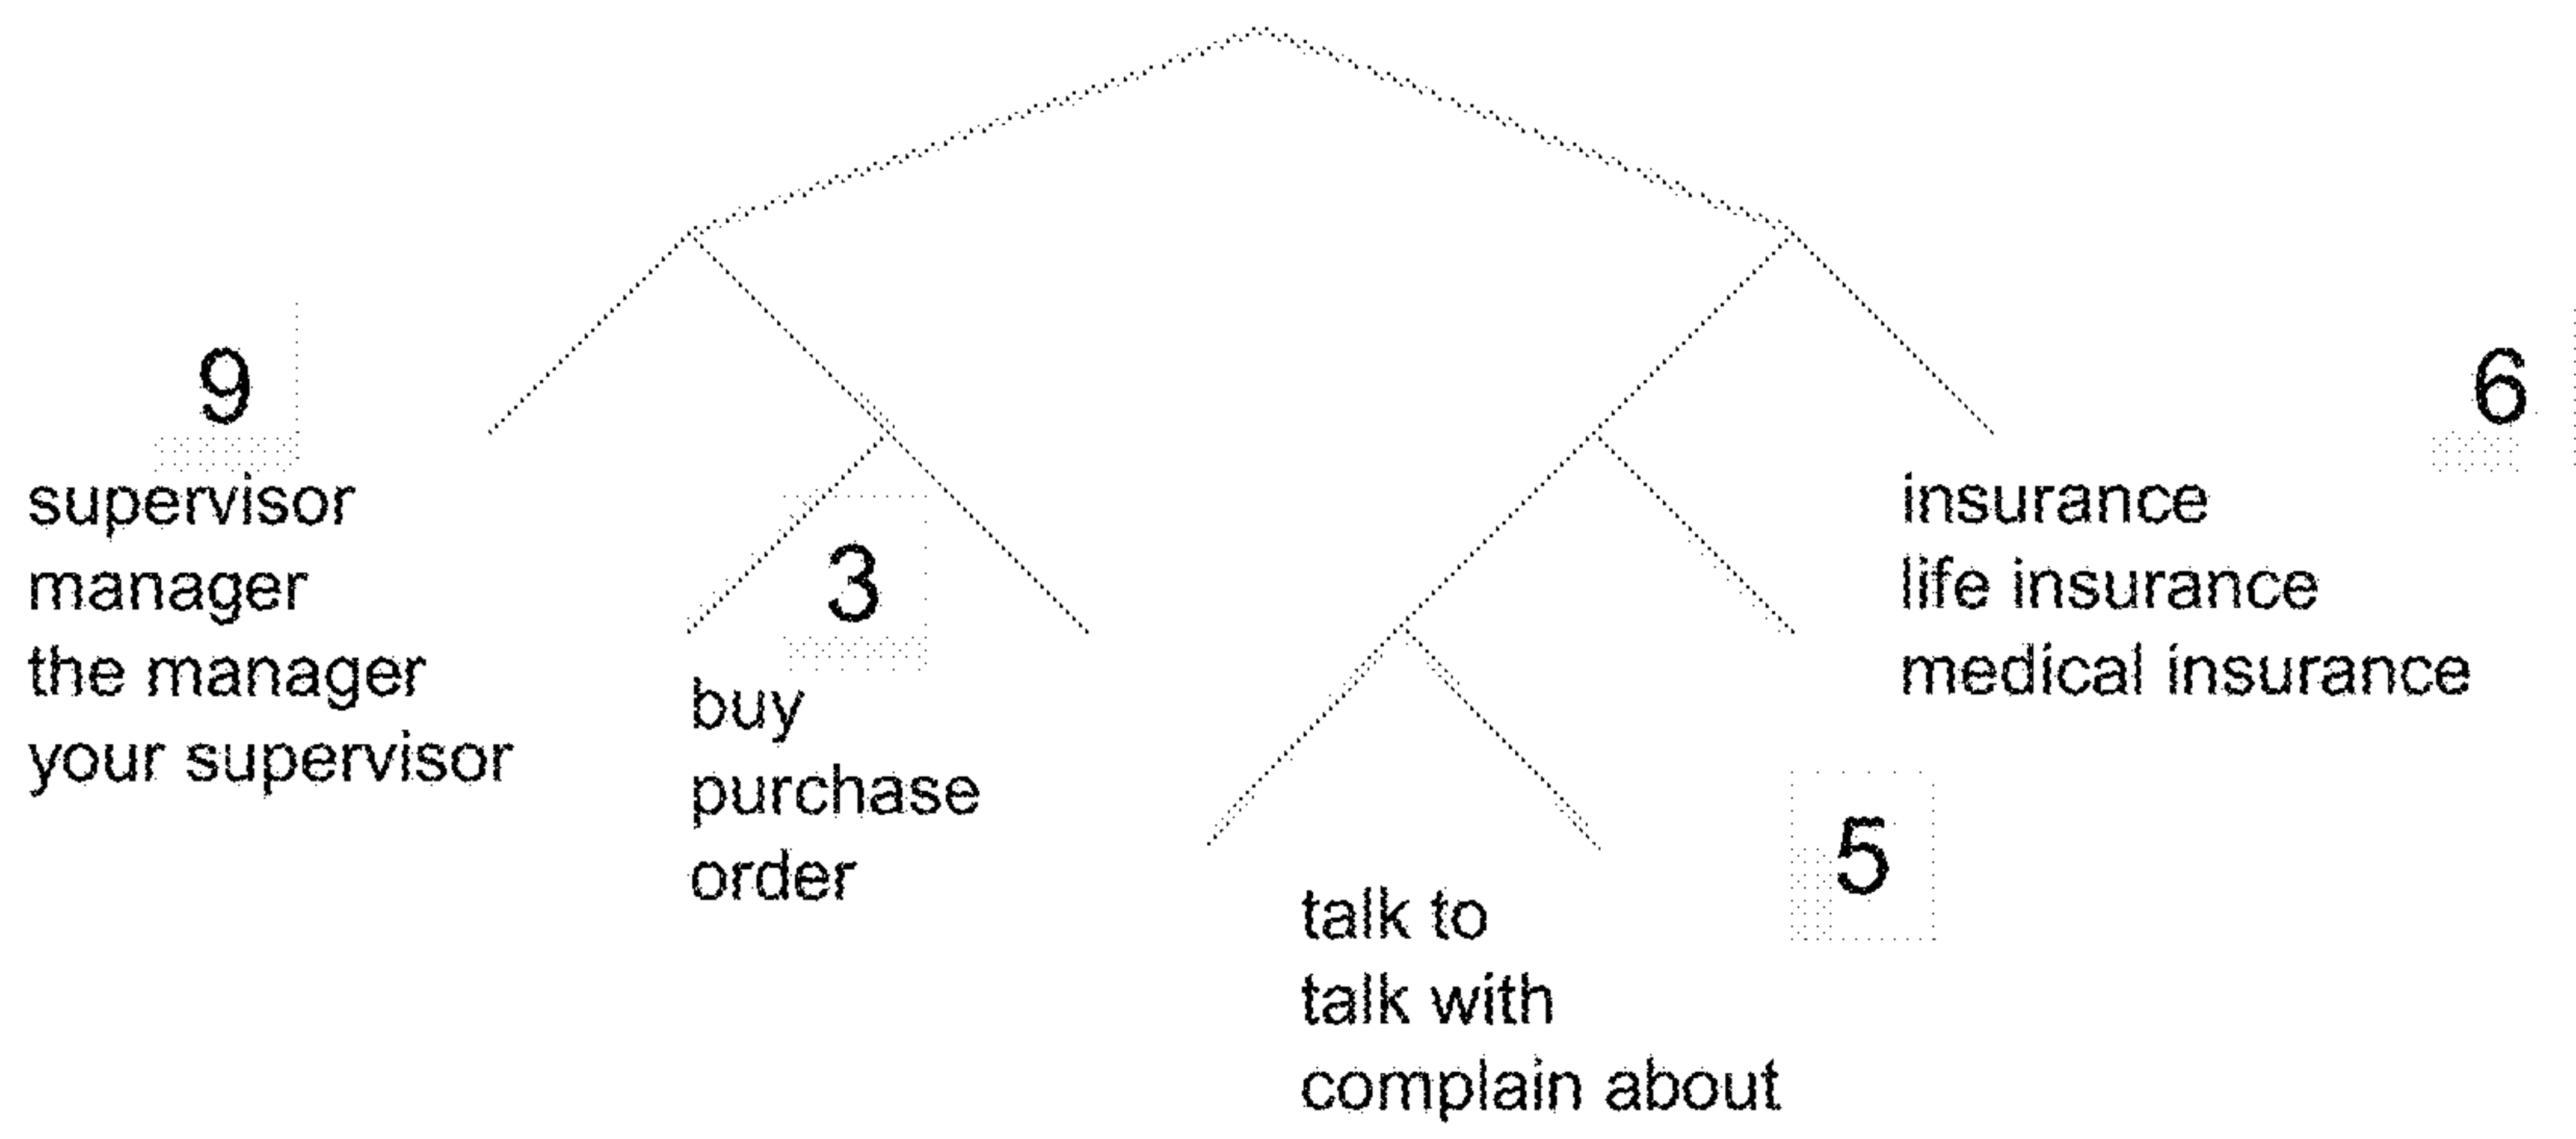 9
supervisor
manager
the manager
your supervisor
3
buy
purchase
order
talk to
talk with
complain about
5
6
insurance
life insurance
medical insurance